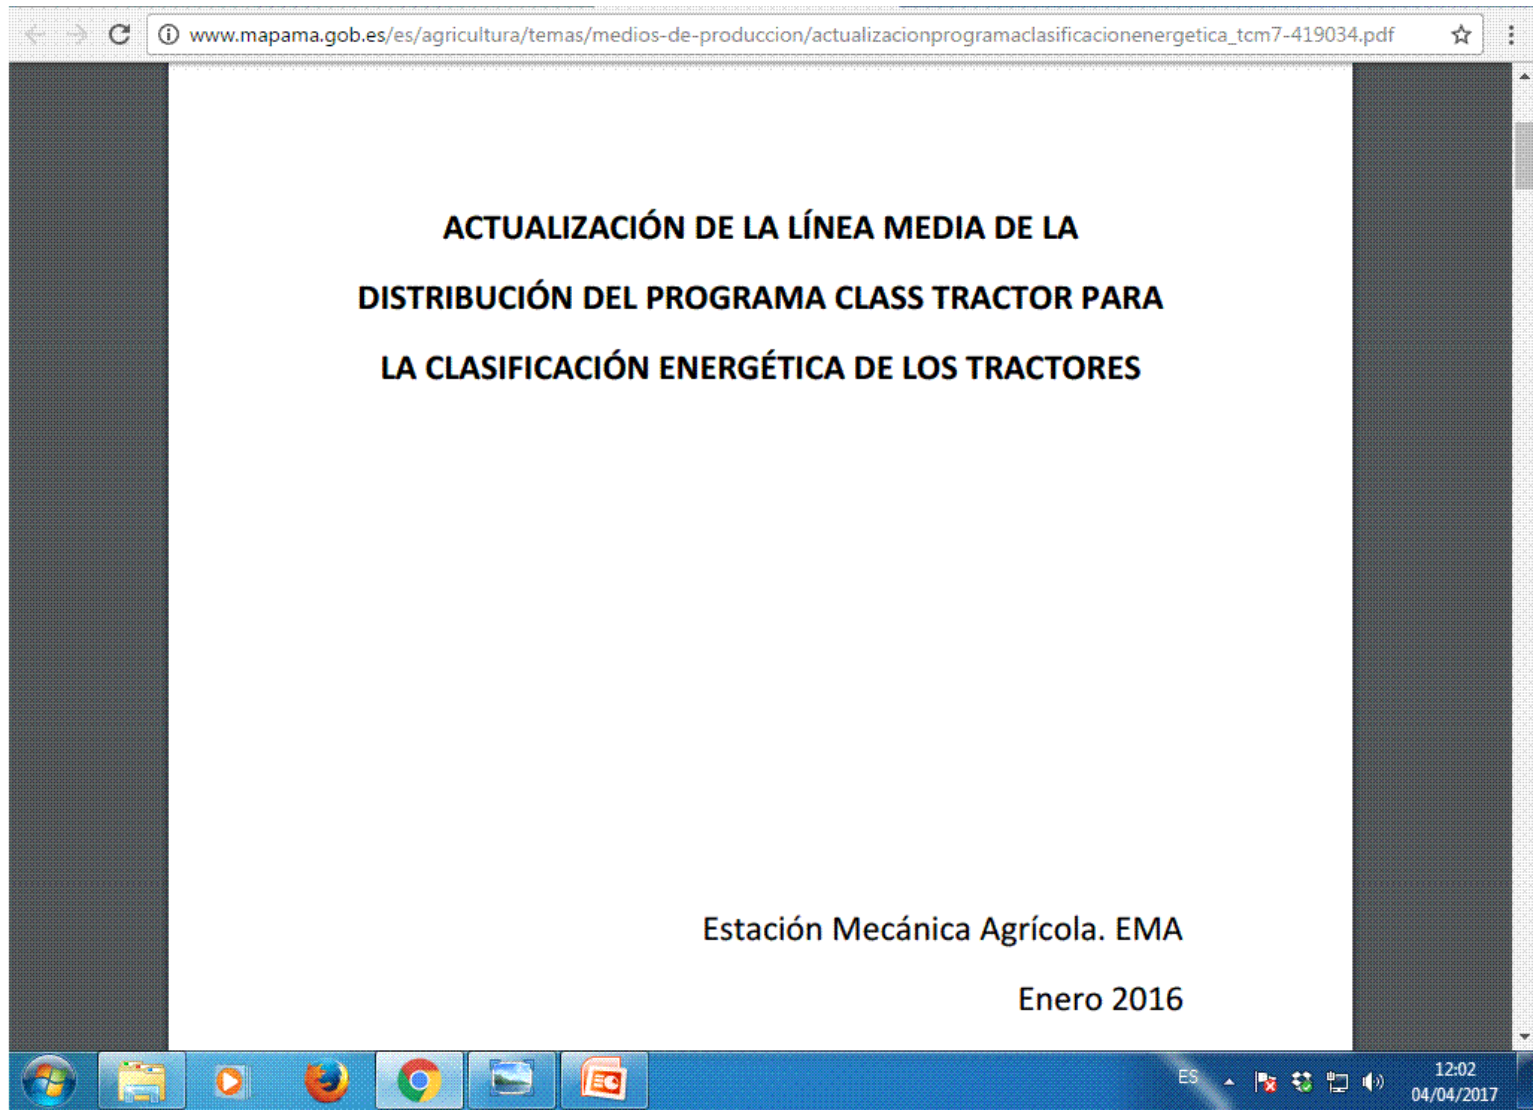 www.mapama.gob.es/es/agricultura/temas/medios-de-produccion/actualizacionprogramaclasificacionenergetica_tcm7-419034.pdf
ACTUALIZACIÓN DE LA LÍNEA MEDIA DE LA
DISTRIBUCIÓN DEL PROGRAMA CLASS TRACTOR PARA
LA CLASIFICACIÓN ENERGÉTICA DE LOS TRACTORES
Estación Mecánica Agrícola. EMA
Enero 2016
ES
12:02
04/04/2017